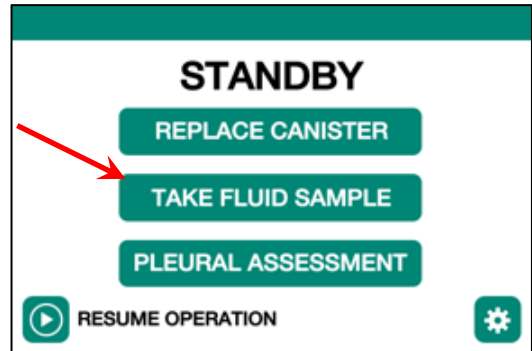 STANDBY
REPLACE CANISTER
TAKE FLUID SAMPLE
PLEURAL ASSESSMENT
RESUME OPERATION